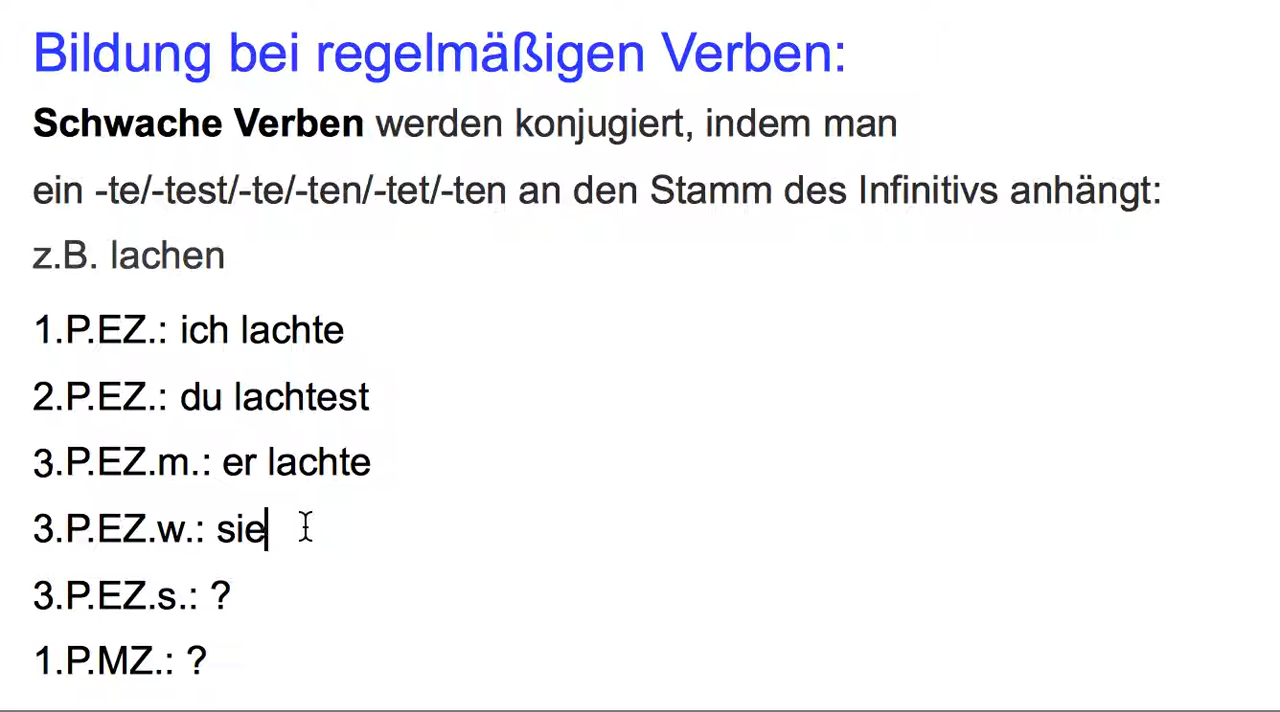 Bildung bei regelmäßigen Verben:
Schwache Verben werden konjugiert, indem man
ein -te/-test/-te/-ten/-tet/-ten an den Stamm des Infinitivs anhängt:
z.B. lachen
1.P.EZ.: ich lachte
2.P.EZ.: du lachtest
3.P.EZ.m.: er lachte
3.P.EZ.w.: sie
3.P.EZ.s.: ?
1.P.MZ.: ?